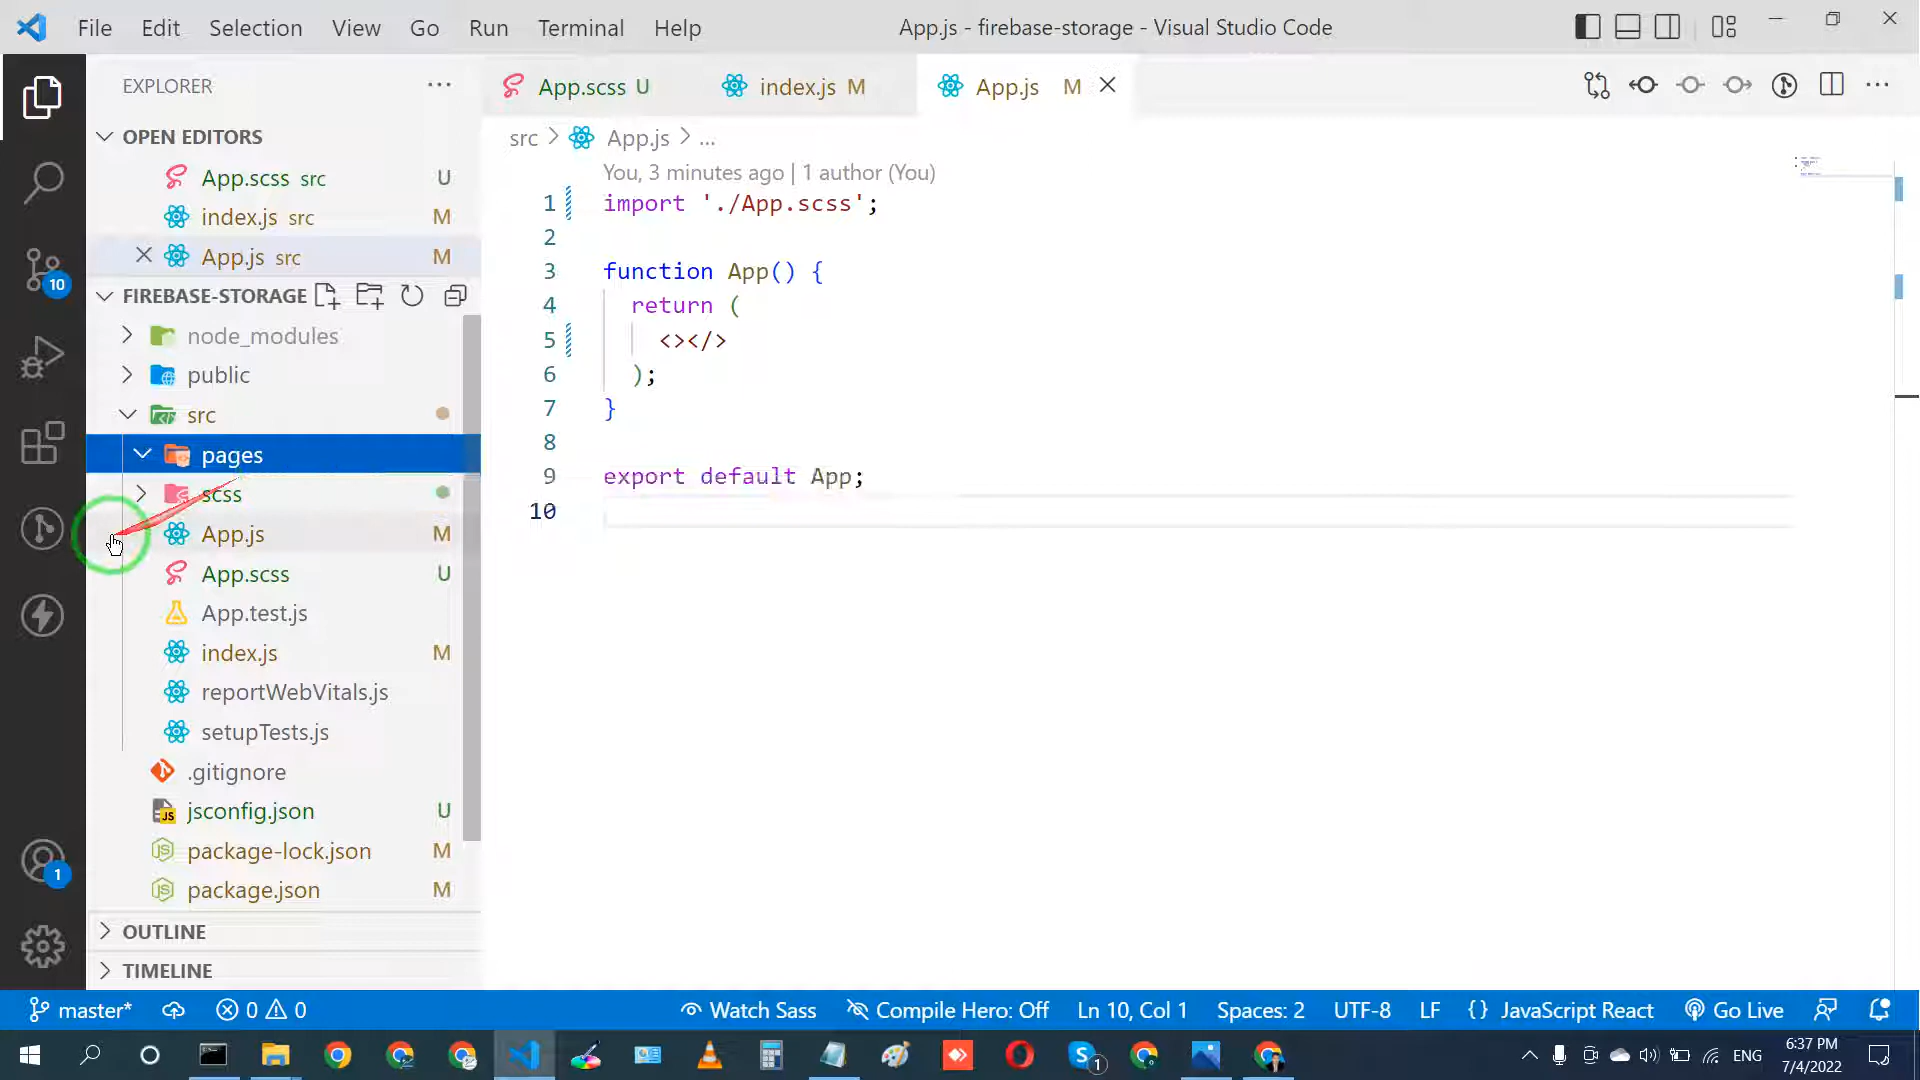 File Edit Selection View Go Run Terminal Help
App.js - firebase-storage - Visual Studio Code
EXPLORER
OPEN EDITORS
App.scss src U
index.js src M
App.js src M
FIREBASE-STORAGE
node_modules
public
src
pages
scss
App.js M
App.scss U
App.test.js
index.js M
reportWebVitals.js
setupTests.js
.gitignore
jsconfig.json U
package-lock.json M
package.json M
OUTLINE
TIMELINE
10
1
App.scss U
index.js M
App.js M
src > App.js > ...
You, 3 minutes ago | 1 author (You)
1 import './App.scss';
2
3 function App() {
4 return (
5 <></>
6 );
7 }
8
9 export default App;
10
master* 0 0 Watch Sass Compile Hero: Off Ln 10, Col 1 Spaces: 2 UTF-8 LF {} JavaScript React Go Live
1
ENG
6:37 PM
7/4/2022